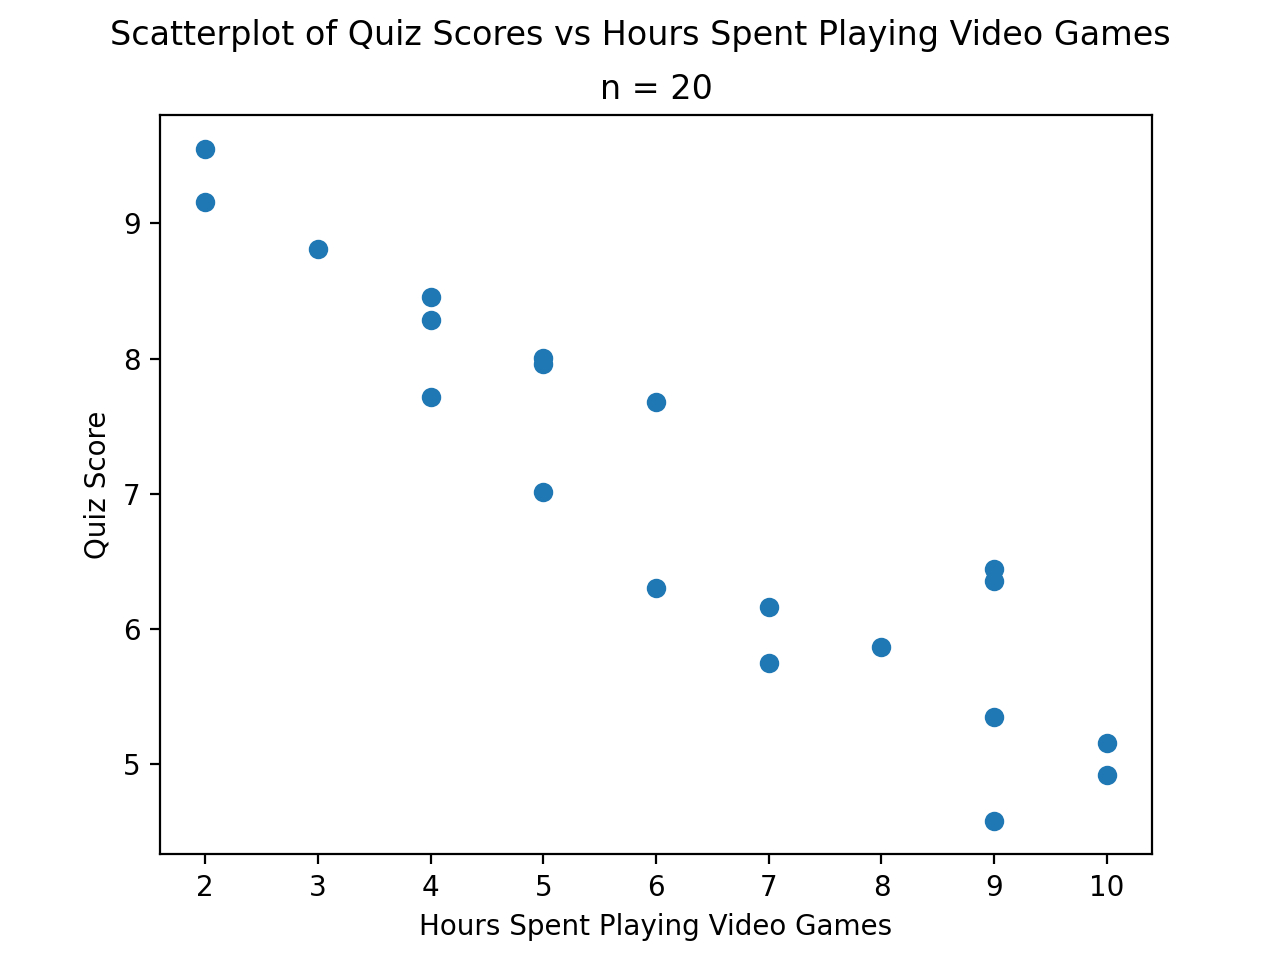 Scatterplot of Quiz Scores vs Hours Spent Playing Video Games
n = 20
9
8
7
6
5
Quiz Score
2 3 4 5 6 7 8 9 10
Hours Spent Playing Video Games